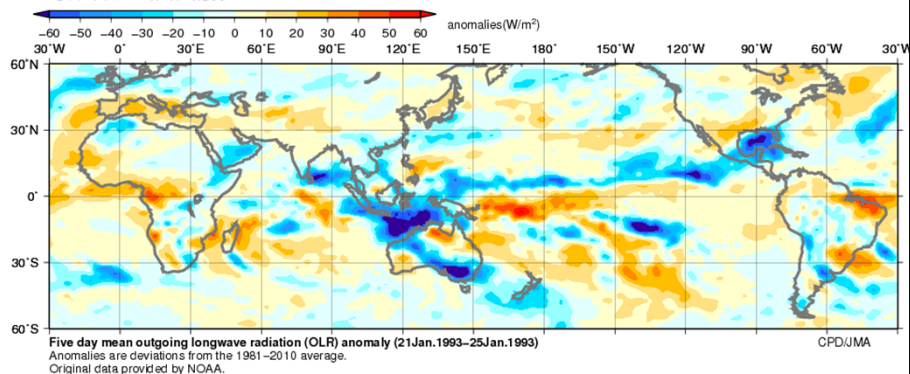 -60 -50 -40 -30 -20 -10 0 10 20 30 40 50 60
anomalies(W/m²)
30°W 0° 30°E 60°E 90°E 120°E 150°E 180° 150°W 120°W 90°W 60°W 30°W
60°N
30°N
0°
30°S
60°S
Five day mean outgoing longwave radiation (OLR) anomaly (21Jan.1993–25Jan.1993)
CPD/JMA
Anomalies are deviations from the 1981–2010 average.
Original data provided by NOAA.